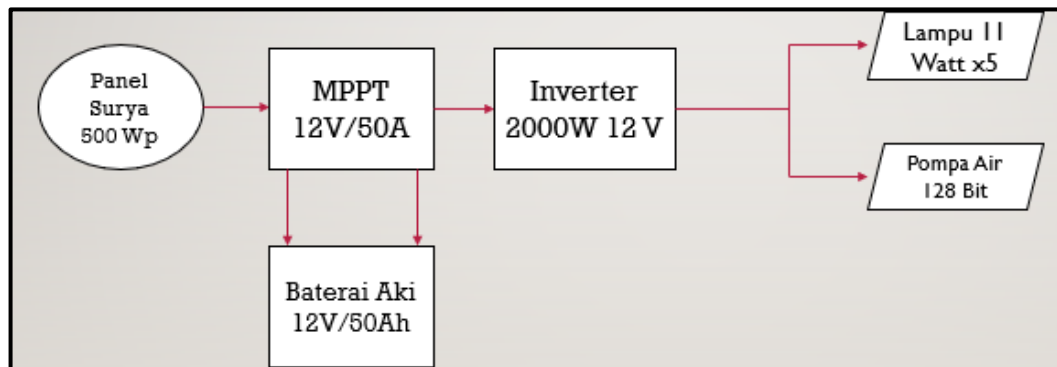 Panel
Surya
500 Wp
MPPT
12V/50A
Inverter
2000W 12 V
Lampu 11
Watt x5
Pompa Air
128 Bit
Baterai Aki
12V/50Ah